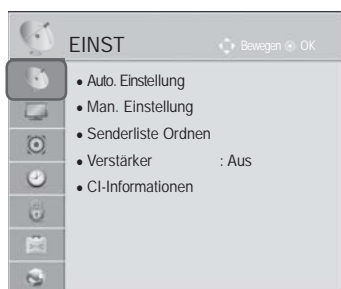 EINST Bewegen OK
• Auto. Einstellung
• Man. Einstellung
• Senderliste Ordnen
• Verstärker : Aus
• CI-Informationen